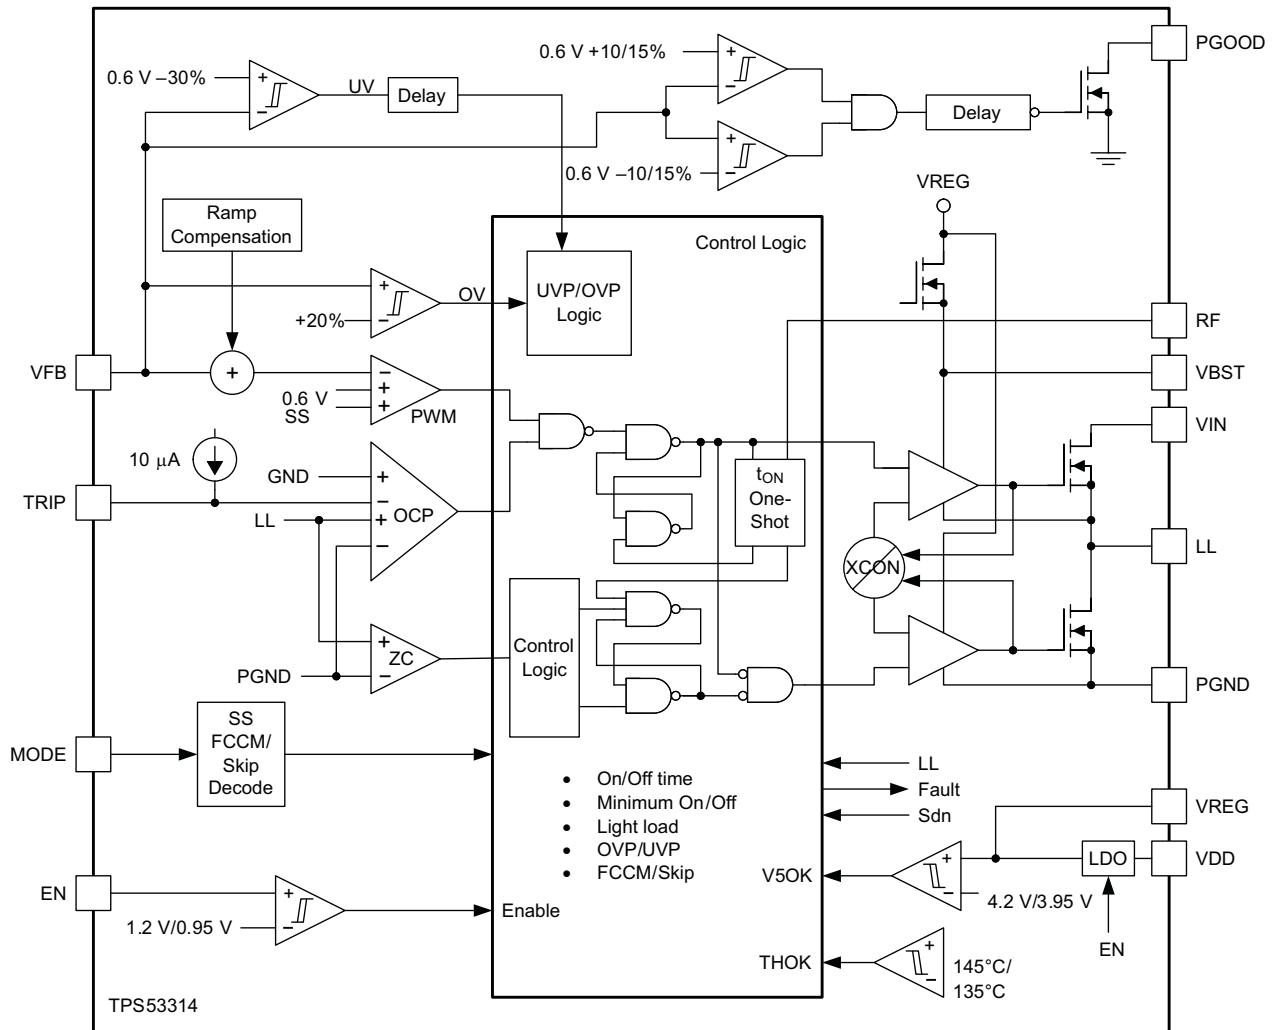 PGOOD
0.6 V +10/15%
0.6 V –30%
+
–
UV
Delay
+
–
Delay
+
–
0.6 V –10/15%
VREG
Ramp
Compensation
Control Logic
UVP/OVP
Logic
+
–
OV
+20%
RF
VFB
+
–
+
+
0.6 V
SS
PWM
VBST
VIN
10 µA
GND
+
–
+
–
OCP
TRIP
LL
tON
One-
Shot
XCON
LL
Control
Logic
+
–
ZC
PGND
PGND
MODE
SS
FCCM/
Skip
Decode
• On/Off time
• Minimum On/Off
• Light load
• OVP/UVP
• FCCM/Skip
LL
Fault
Sdn
VREG
LDO
VDD
V5OK
+
–
4.2 V/3.95 V
EN
EN
+
–
1.2 V/0.95 V
Enable
THOK
+
–
145°C/
135°C
TPS53314